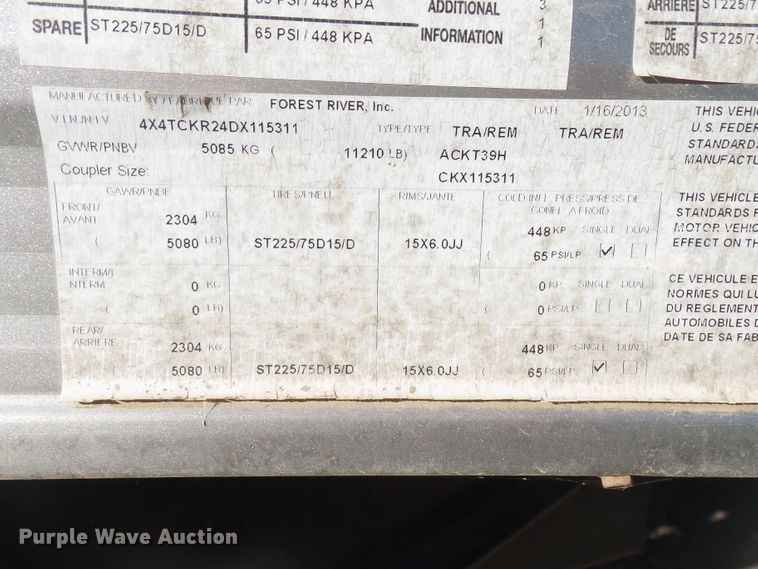 65 PSI / 448 KPA
SPARE ST225/75D15/D 65 PSI / 448 KPA
ADDITIONAL INFORMATION
3
1
1
ARRIERE ST225/7
DE SECOURS ST225/75
MANUFACTURED BY/FABRIQUE PAR FOREST RIVER, Inc. DATE 1/16/2013
V I N / N I V 4X4TCKR24DX115311 TYPE/TYPE TRA/REM TRA/REM
GVWR/PNBV 5085 KG ( 11210 LB) ACKT39H
Coupler Size: CKX115311
GAWR/PNBE TIRES/PNEU RIMS/JANTE COLD INFL PRESS/PRESS DE GONFL A FROID
FRONT/ AVANT 2304 KG 448 KP SINGLE DUAL
( 5080 LB) ST225/75D15/D 15X6.0JJ ( 65 PSI/LP
INTERM/I NTERM 0 KG 0 KP SINGLE DUAL
( 0 LB) ( 0 PSI/LP
REAR/ ARRIERE 2304 KG 448 KP SINGLE DUAL
( 5080 LB) ST225/75D15/D 15X6.0JJ ( 65 PSI/LP
THIS VEHI
U.S. FEDER
STANDARDS
MANUFACTU
THIS VEHICLE
STANDARDS F
MOTOR VEHIC
EFFECT ON TH
CE VEHICULE E
NORMES QUI LU
DU REGLEMENT
AUTOMOBILES D
DATE DE SA FAB
Purple Wave Auction